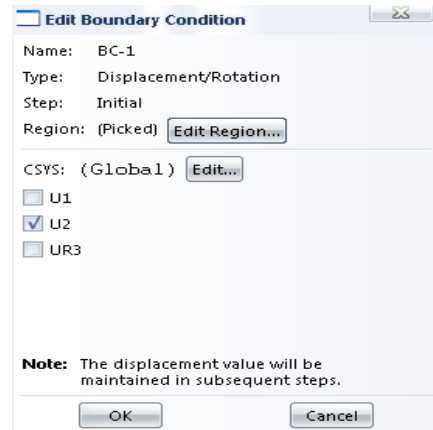 Edit Boundary Condition
Name: BC-1
Type: Displacement/Rotation
Step: Initial
Region: (Picked) Edit Region...
CSYS: (Global) Edit...
U1
U2
UR3
Note: The displacement value will be
maintained in subsequent steps.
OK Cancel